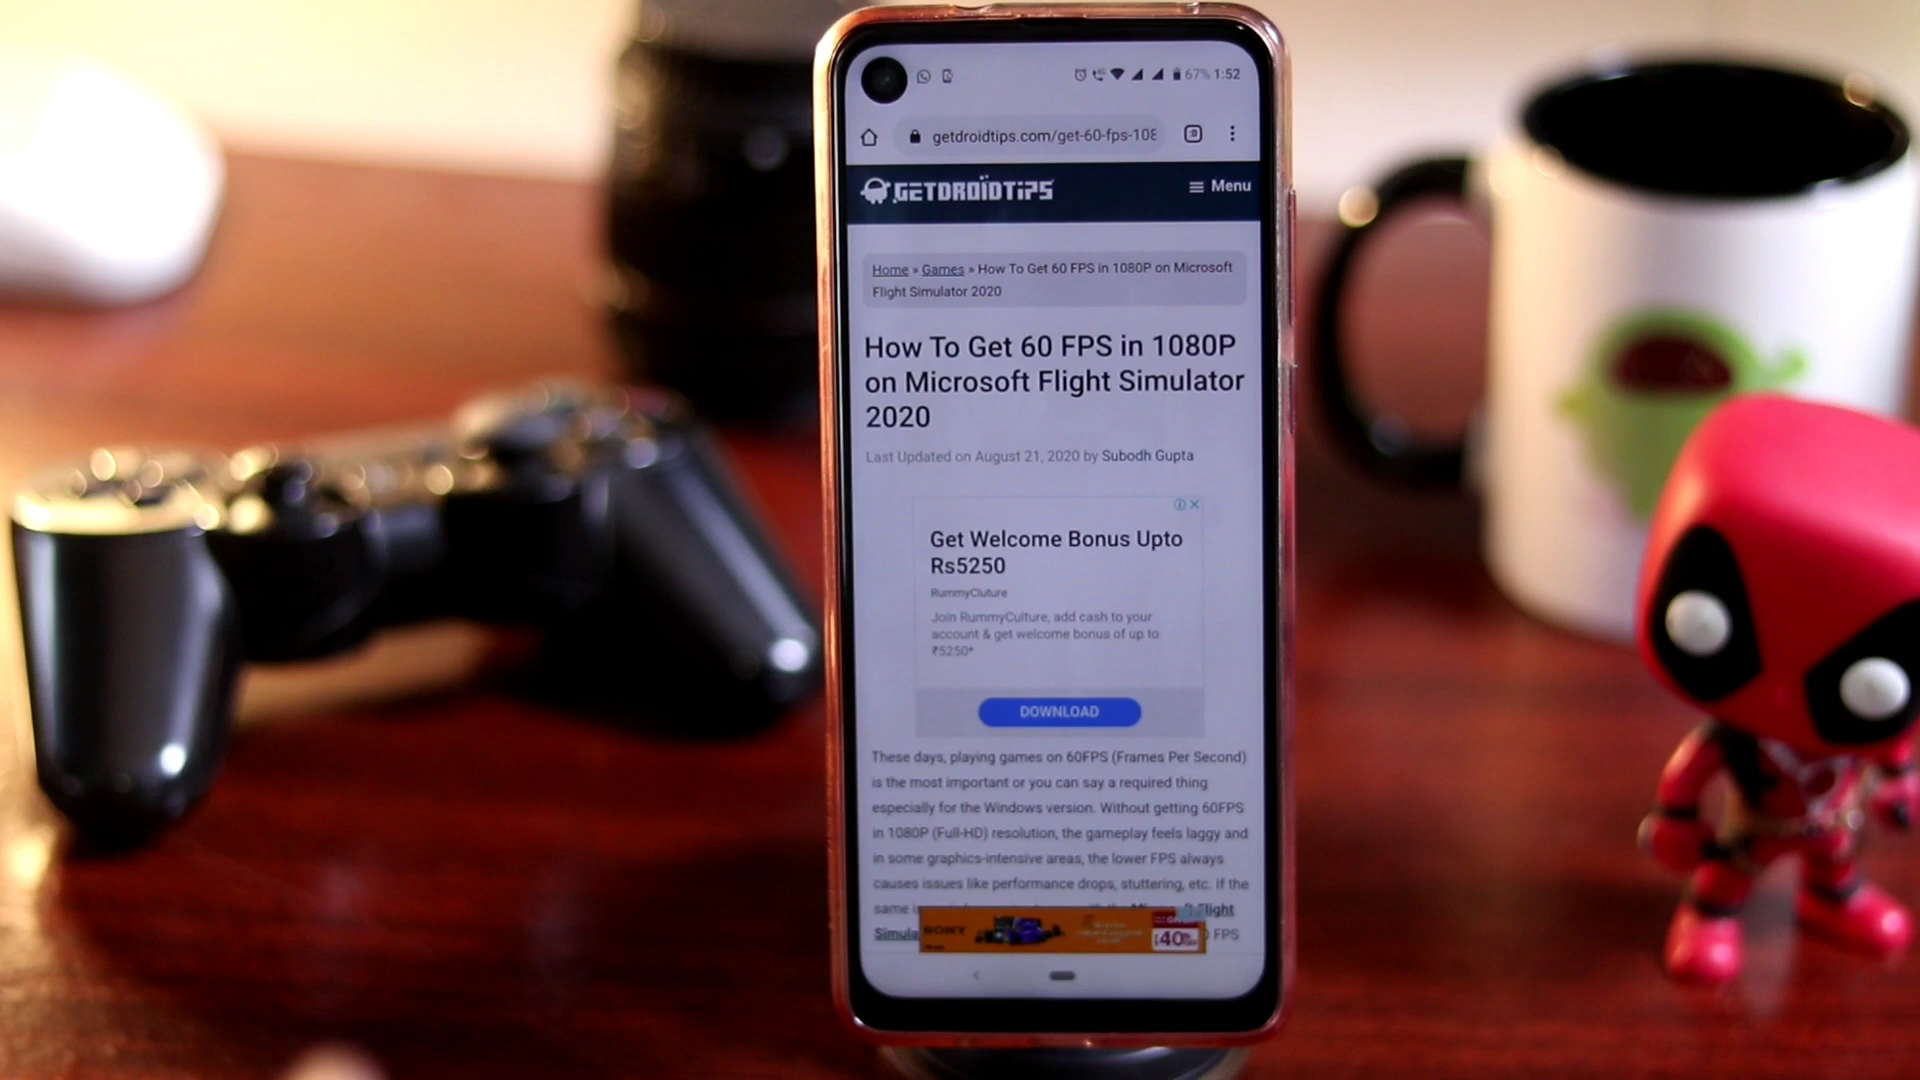 67% 1:52
getdroidtips.com/get-60-fps-108
GETDROIDTIPS
Menu
Home » Games » How To Get 60 FPS in 1080P on Microsoft
Flight Simulator 2020
How To Get 60 FPS in 1080P
on Microsoft Flight Simulator
2020
Last Updated on August 21, 2020 by Subodh Gupta
Get Welcome Bonus Upto
Rs5250
RummyCluture
Join RummyCulture, add cash to your
account & get welcome bonus of up to
₹5250*
DOWNLOAD
These days, playing games on 60FPS (Frames Per Second)
is the most important or you can say a required thing
especially for the Windows version. Without getting 60FPS
in 1080P (Full-HD) resolution, the gameplay feels laggy and
in some graphics-intensive areas, the lower FPS always
causes issues like performance drops, stuttering, etc. If the
same Flight
SONY
40%
Simula FPS